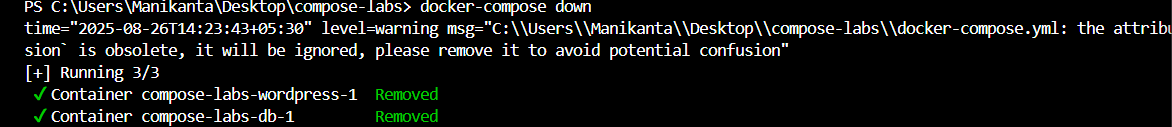 PS C:\Users\Manikanta\Desktop\compose-labs> docker-compose down
time="2025-08-26T14:23:43+05:30" level=warning msg="C:\\Users\\Manikanta\\Desktop\\compose-labs\\docker-compose.yml: the attribu
sion` is obsolete, it will be ignored, please remove it to avoid potential confusion"
[+] Running 3/3
✔ Container compose-labs-wordpress-1 Removed
✔ Container compose-labs-db-1 Removed